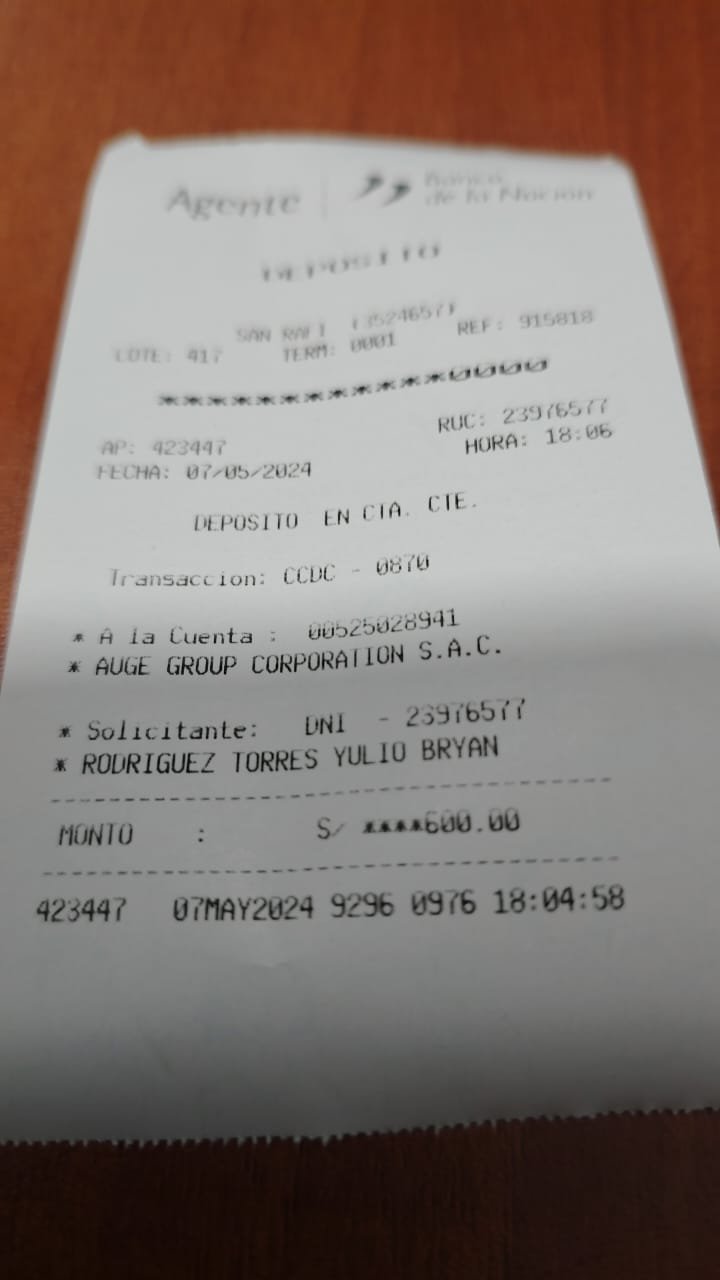 Agente | Banco de la Nación
DEPOSITO
SAN RAFI (3524657)
LOTE: 417 TERM: 0001 REF: 915818
************0000
AP: 423447 RUC: 23976577
FECHA: 07/05/2024 HORA: 18:06
DEPOSITO EN CTA. CTE.
Transaccion: CCDC - 0870
* A la Cuenta : 00525028941
* AUGE GROUP CORPORATION S.A.C.
* Solicitante: DNI - 23976577
* RODRIGUEZ TORRES YULIO BRYAN
MONTO : S/ ****600.00
423447 07MAY2024 9296 0976 18:04:58